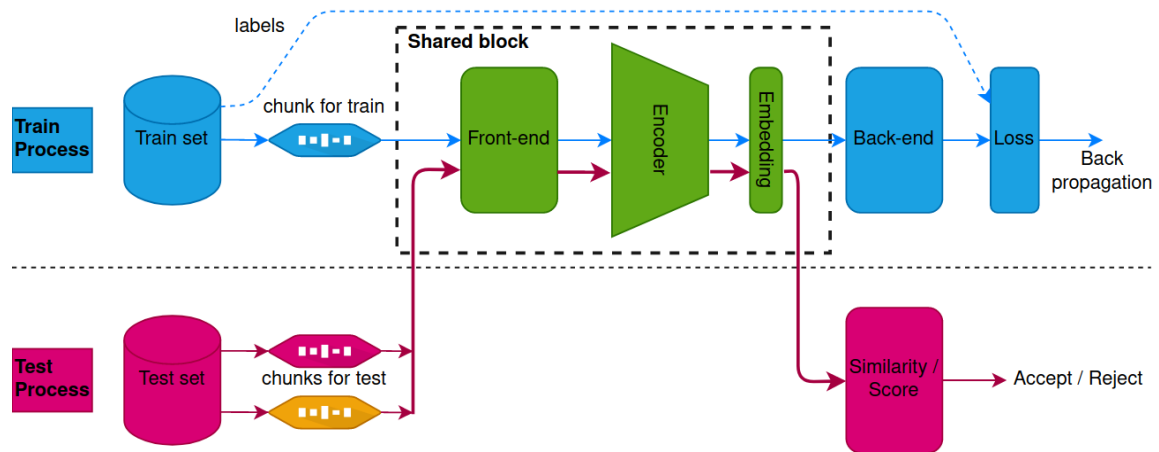 labels
Shared block
chunk for train
Train
Process
Train set
Front-end
Encoder
Embedding
Back-end
Loss
Back
propagation
Test
Process
Test set
chunks for test
Similarity /
Score
Accept / Reject